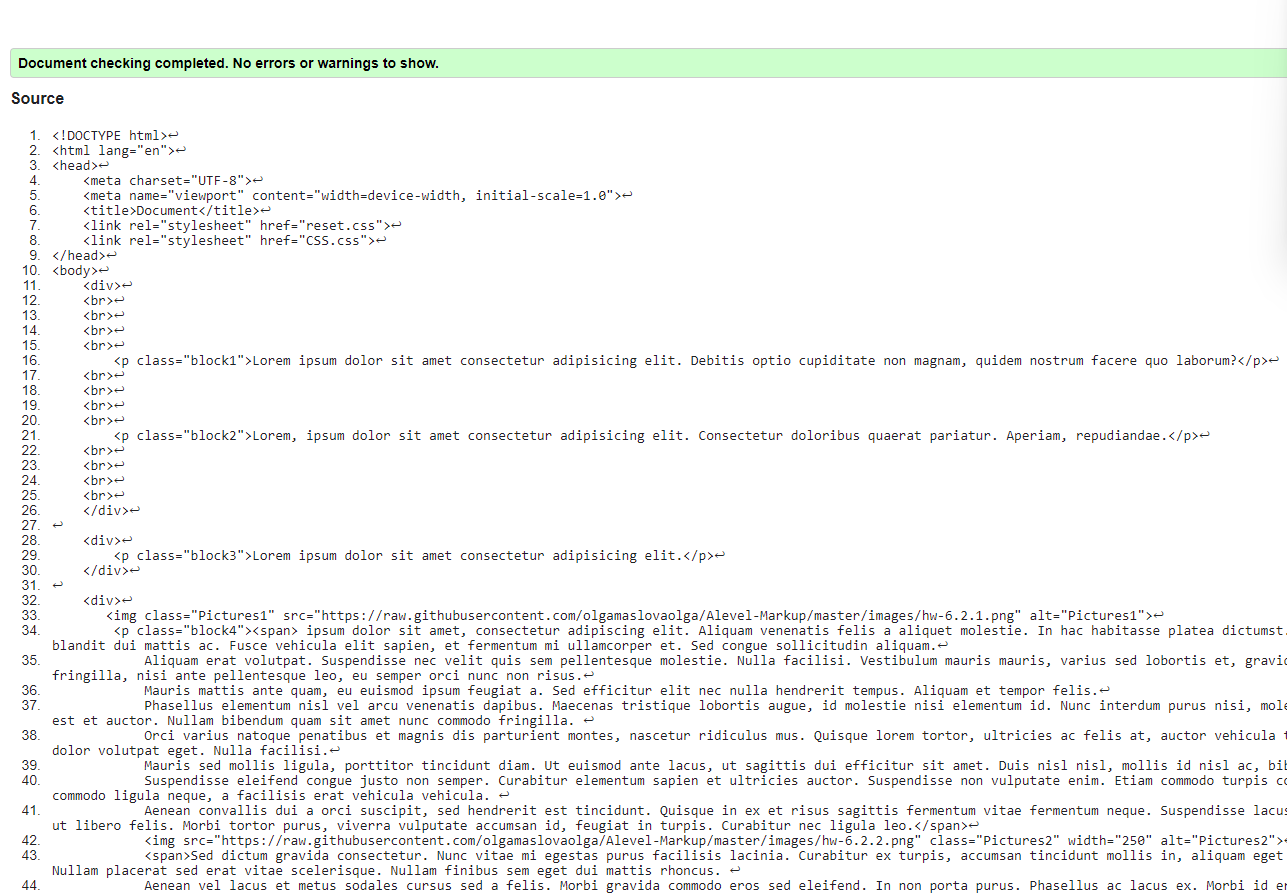 Document checking completed. No errors or warnings to show.
Source
1. <!DOCTYPE html>↩
2. <html lang="en">↩
3. <head>↩
4. <meta charset="UTF-8">↩
5. <meta name="viewport" content="width=device-width, initial-scale=1.0">↩
6. <title>Document</title>↩
7. <link rel="stylesheet" href="reset.css">↩
8. <link rel="stylesheet" href="CSS.css">↩
9. </head>↩
10. <body>↩
11. <div>↩
12. <br>↩
13. <br>↩
14. <br>↩
15. <br>↩
16. <p class="block1">Lorem ipsum dolor sit amet consectetur adipisicing elit. Debitis optio cupiditate non magnam, quidem nostrum facere quo laborum?</p>↩
17. <br>↩
18. <br>↩
19. <br>↩
20. <br>↩
21. <p class="block2">Lorem, ipsum dolor sit amet consectetur adipisicing elit. Consectetur doloribus quaerat pariatur. Aperiam, repudiandae.</p>↩
22. <br>↩
23. <br>↩
24. <br>↩
25. <br>↩
26. </div>↩
27. ↩
28. <div>↩
29. <p class="block3">Lorem ipsum dolor sit amet consectetur adipisicing elit.</p>↩
30. </div>↩
31. ↩
32. <div>↩
33. <img class="Pictures1" src="https://raw.githubusercontent.com/olgamaslovaolga/Alevel-Markup/master/images/hw-6.2.1.png" alt="Pictures1">↩
34. <p class="block4"><span> ipsum dolor sit amet, consectetur adipiscing elit. Aliquam venenatis felis a aliquet molestie. In hac habitasse platea dictumst.
blandit dui mattis ac. Fusce vehicula elit sapien, et fermentum mi ullamcorper et. Sed congue sollicitudin aliquam.↩
35. Aliquam erat volutpat. Suspendisse nec velit quis sem pellentesque molestie. Nulla facilisi. Vestibulum mauris mauris, varius sed lobortis et,
fringilla, nisi ante pellentesque leo, eu semper orci nunc non risus.↩
36. Mauris mattis ante quam, eu euismod ipsum feugiat a. Sed efficitur elit nec nulla hendrerit tempus. Aliquam et tempor felis.↩
37. Phasellus elementum nisl vel arcu venenatis dapibus. Maecenas tristique lobortis augue, id molestie nisi elementum id. Nunc interdum purus nisi,
est et auctor. Nullam bibendum quam sit amet nunc commodo fringilla. ↩
38. Orci varius natoque penatibus et magnis dis parturient montes, nascetur ridiculus mus. Quisque lorem tortor, ultricies ac felis at, auctor vehicula
dolor volutpat eget. Nulla facilisi.↩
39. Mauris sed mollis ligula, porttitor tincidunt diam. Ut euismod ante lacus, ut sagittis dui efficitur sit amet. Duis nisl nisl, mollis id nisl ac,
40. Suspendisse eleifend congue justo non semper. Curabitur elementum sapien et ultricies auctor. Suspendisse non vulputate enim. Etiam commodo turpis
commodo ligula neque, a facilisis erat vehicula vehicula. ↩
41. Aenean convallis dui a orci suscipit, sed hendrerit est tincidunt. Quisque in ex et risus sagittis fermentum vitae fermentum neque. Suspendisse lacus
ut libero felis. Morbi tortor purus, viverra vulputate accumsan id, feugiat in turpis. Curabitur nec ligula leo.</span>↩
42. <img src="https://raw.githubusercontent.com/olgamaslovaolga/Alevel-Markup/master/images/hw-6.2.2.png" class="Pictures2" width="250" alt="Pictures2">
43. <span>Sed dictum gravida consectetur. Nunc vitae mi egestas purus facilisis lacinia. Curabitur ex turpis, accumsan tincidunt mollis in, aliquam eget
Nullam placerat sed erat vitae scelerisque. Nullam finibus sem eget dui mattis rhoncus. ↩
44. Aenean vel lacus et metus sodales cursus sed a felis. Morbi gravida commodo eros sed eleifend. In non porta purus. Phasellus ac lacus ex. Morbi id